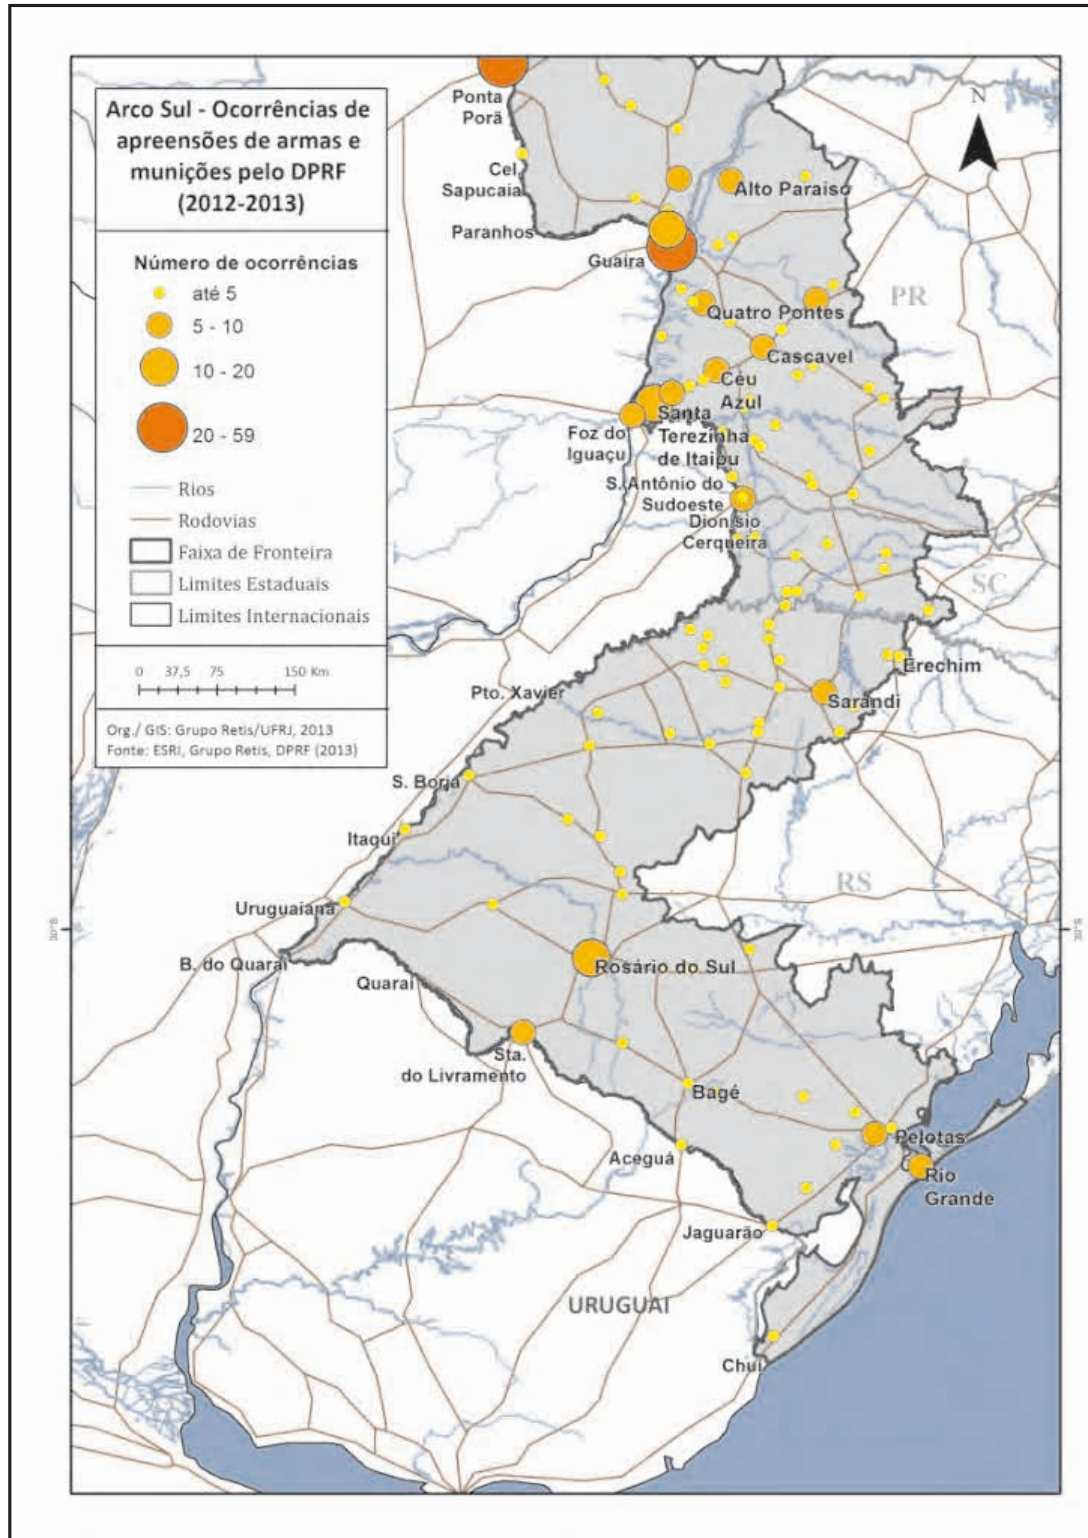 Arco Sul - Ocorrências de
apreensões de armas e
munições pelo DPRF
(2012-2013)
Número de ocorrências
até 5
5 - 10
10 - 20
20 - 59
Rios
Rodovias
Faixa de Fronteira
Limites Estaduais
Limites Internacionais
0 37,5 75 150 Km
Org./ GIS: Grupo Retis/UFRJ, 2013
Fonte: ESRI, Grupo Retis, DPRF (2013)
N
Ponta
Porã
Cel.
Sapucaia
Alto Paraiso
Paranhos
Guaira
PR
Quatro Pontes
Cascavel
Céu
Azul
Foz do
Iguaçu
Santa
Terezinha
de Itaipu
S. Antônio do
Sudoeste
Dionísio
Cerqueira
SC
Erechim
Pto. Xavier
Sarandi
S. Borja
Itaqui
RS
Uruguaiana
30°S
30°S
B. do Quaraí
Quaraí
Rosário do Sul
Sta.
do Livramento
Bagé
Pelotas
Aceguá
Rio
Grande
Jaguarão
URUGUAI
Chuí